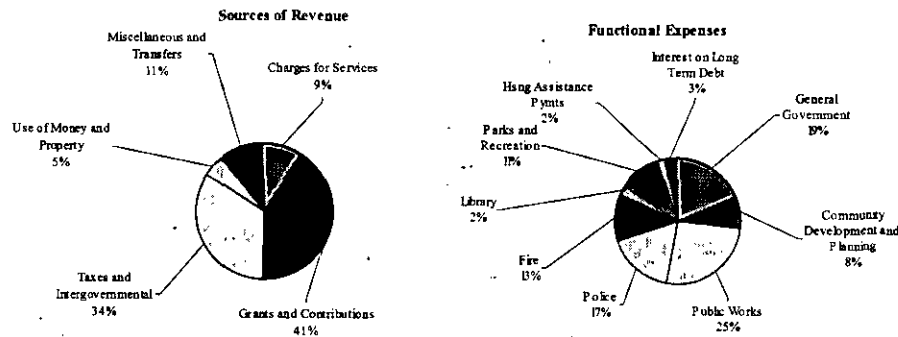 Sources of Revenue
Miscellaneous and
Transfers
11%
Charges for Services
9%
Use of Money and
Property
5%
Taxes and
Intergovernmental
34%
Grants and Contributions
41%
Functional Expenses
Interest on Long
Term Debt
3%
Hsng Assistance
Pymts
2%
General
Government
19%
Parks and
Recreation
11%
Library
2%
Community
Development and
Planning
8%
Fire
13%
Police
17%
Public Works
25%